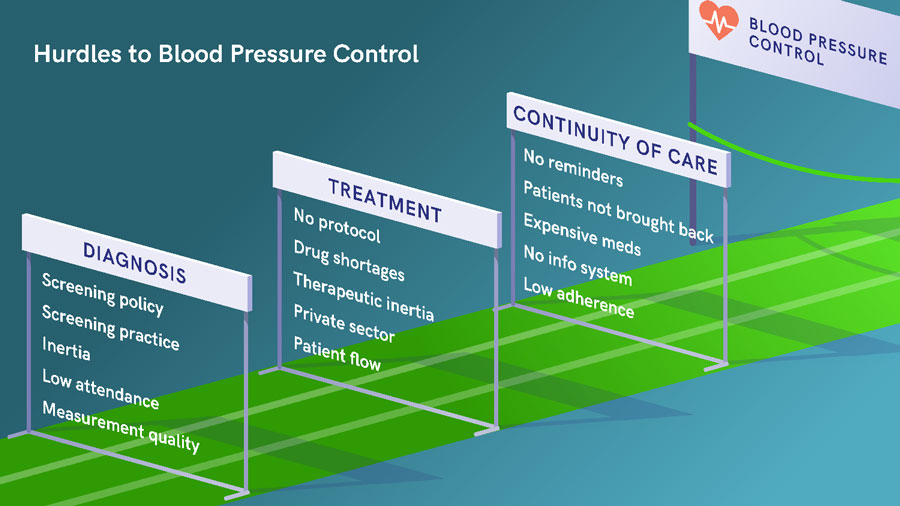 Hurdles to Blood Pressure Control
DIAGNOSIS
Screening policy
Screening practice
Inertia
Low attendance
Measurement quality
TREATMENT
No protocol
Drug shortages
Therapeutic inertia
Private sector
Patient flow
CONTINUITY OF CARE
No reminders
Patients not brought back
Expensive meds
No info system
Low adherence
BLOOD PRESSURE
CONTROL